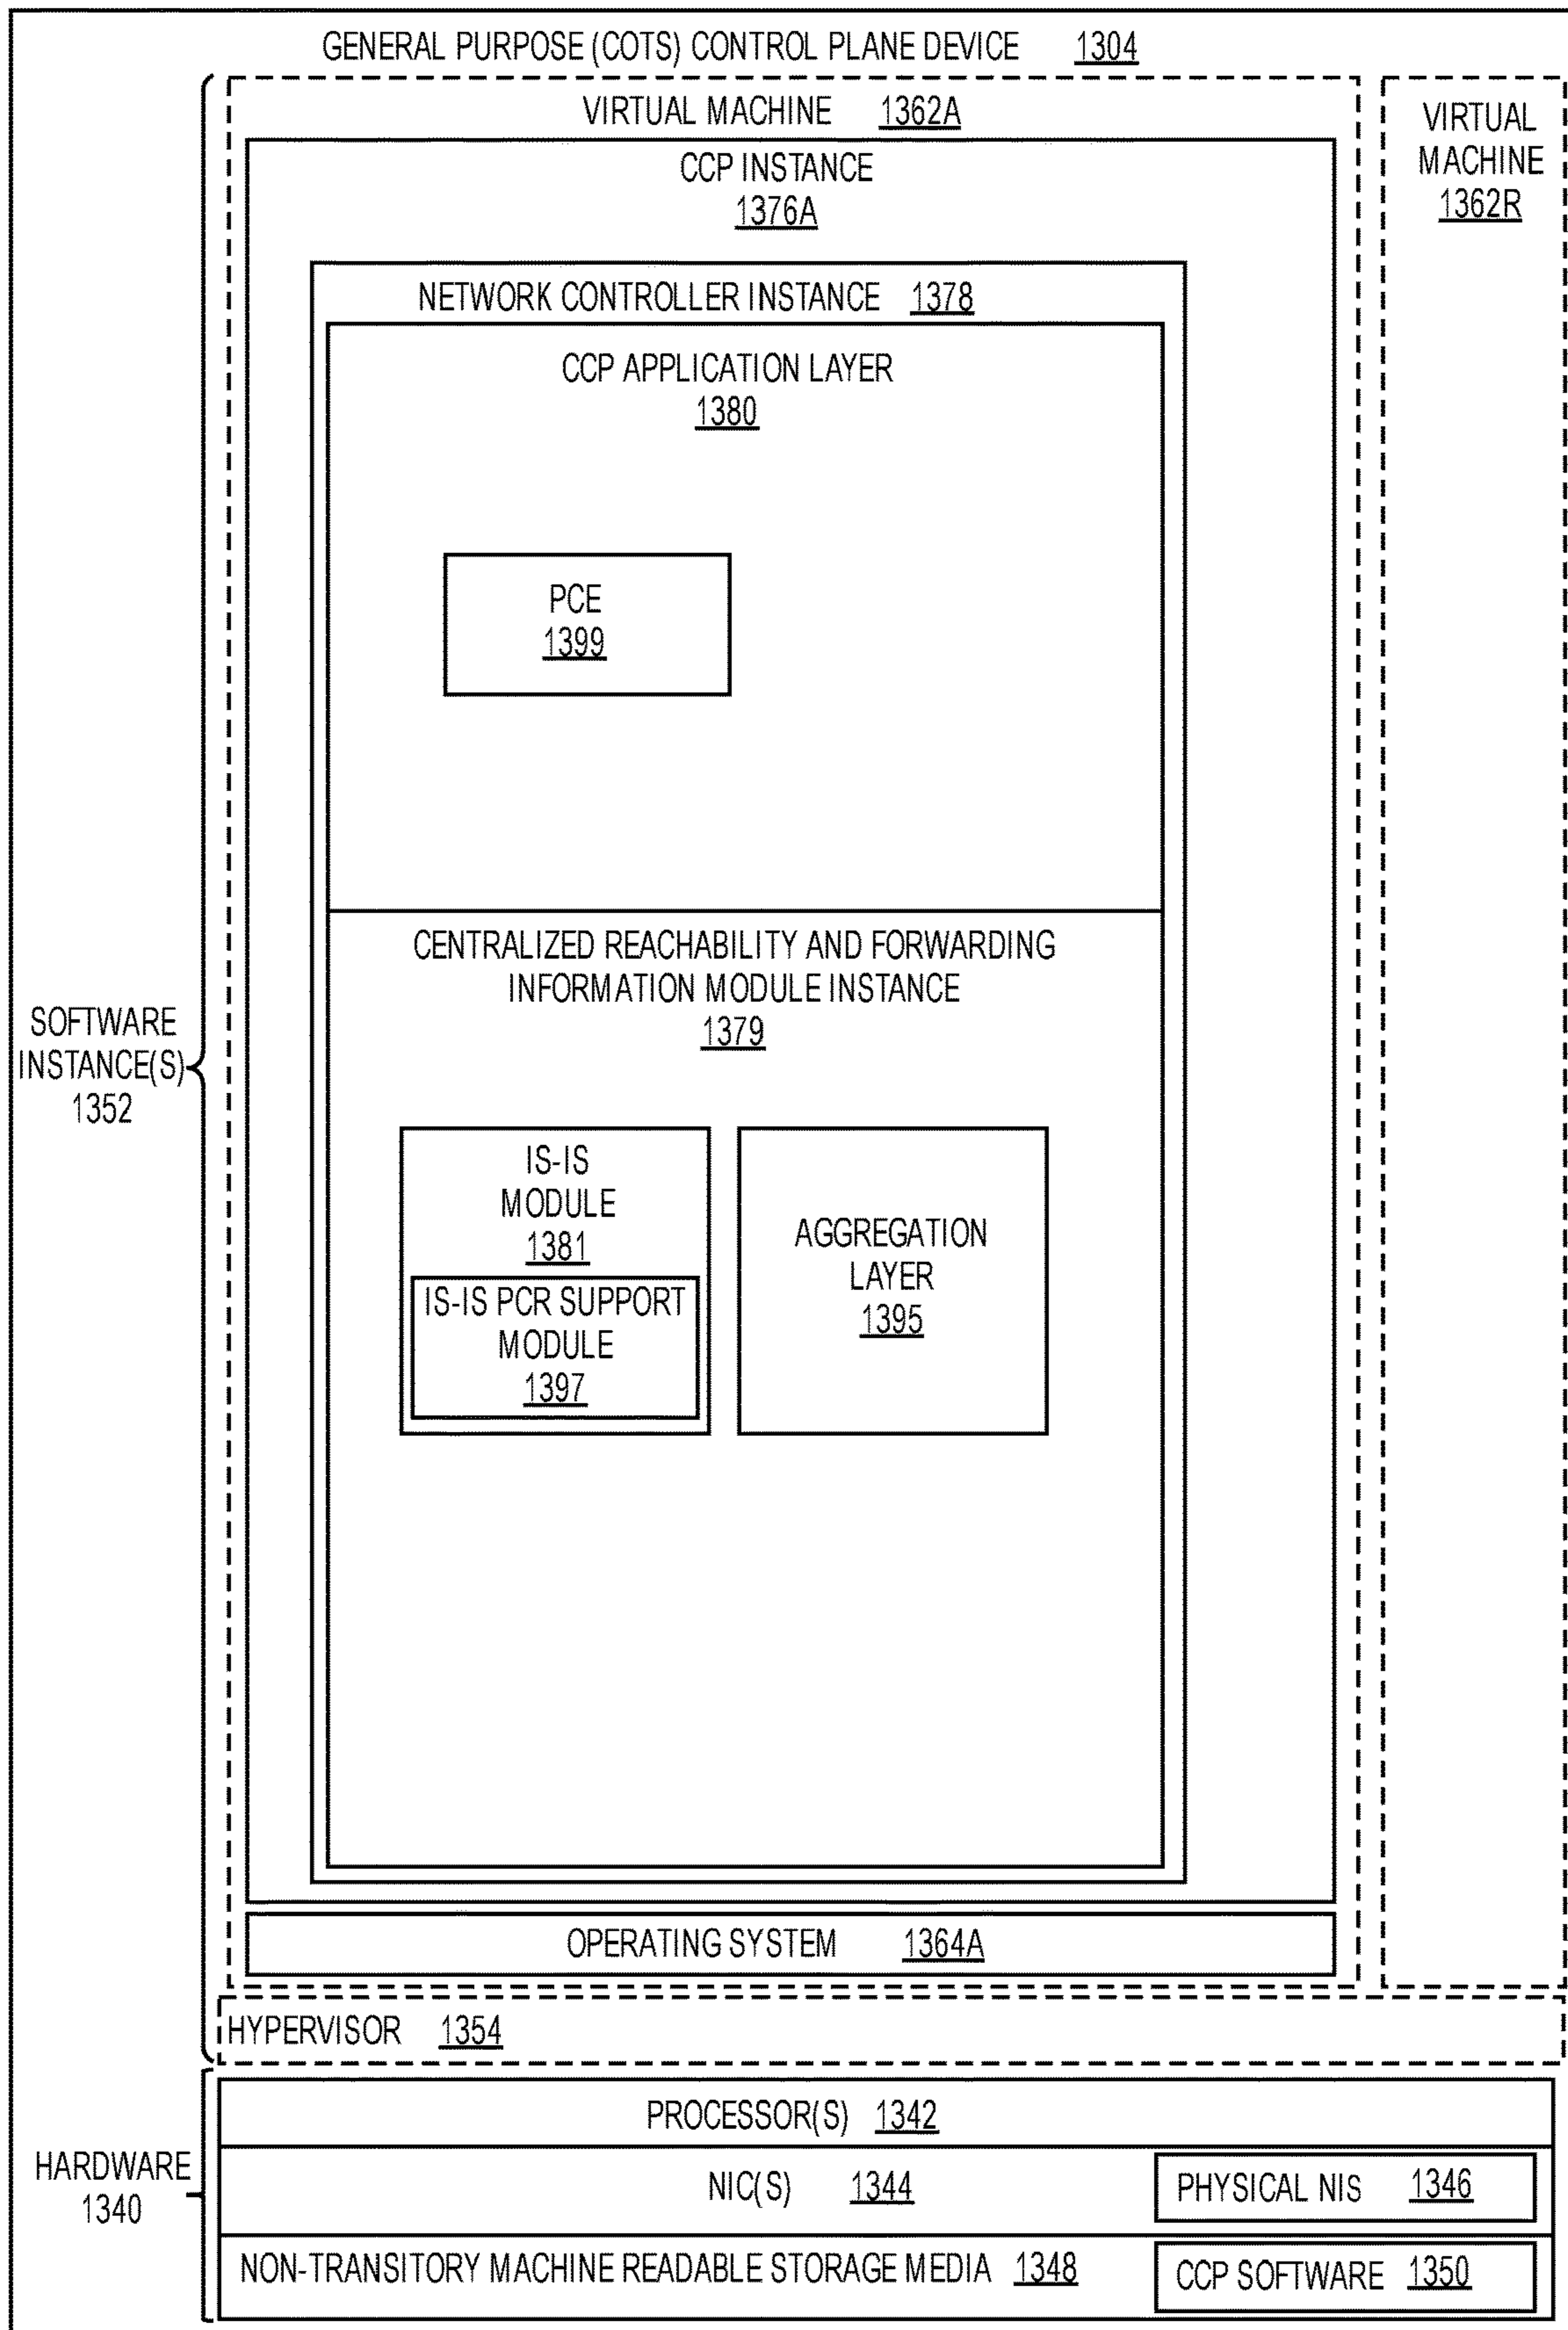 GENERAL PURPOSE (COTS) CONTROL PLANE DEVICE 1304
VIRTUAL MACHINE 1362A
VIRTUAL
MACHINE
1362R
CCP INSTANCE
1376A
NETWORK CONTROLLER INSTANCE 1378
CCP APPLICATION LAYER
1380
PCE
1399
CENTRALIZED REACHABILITY AND FORWARDING
INFORMATION MODULE INSTANCE
1379
SOFTWARE
INSTANCE(S)
1352
IS-IS
MODULE
1381
IS-IS PCR SUPPORT
MODULE
1397
AGGREGATION
LAYER
1395
OPERATING SYSTEM 1364A
HYPERVISOR 1354
HARDWARE
1340
PROCESSOR(S) 1342
NIC(S) 1344
PHYSICAL NIS 1346
NON-TRANSITORY MACHINE READABLE STORAGE MEDIA 1348
CCP SOFTWARE 1350